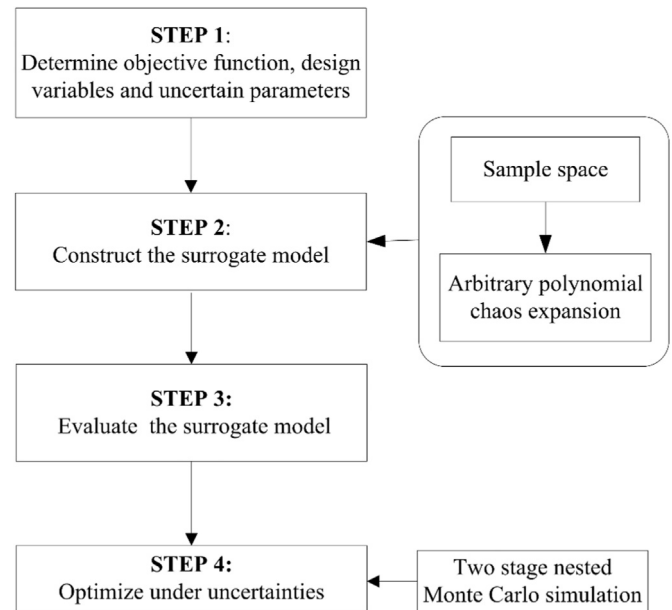 STEP 1:
Determine objective function, design
variables and uncertain parameters
STEP 2:
Construct the surrogate model
Sample space
Arbitrary polynomial
chaos expansion
STEP 3:
Evaluate the surrogate model
STEP 4:
Optimize under uncertainties
Two stage nested
Monte Carlo simulation